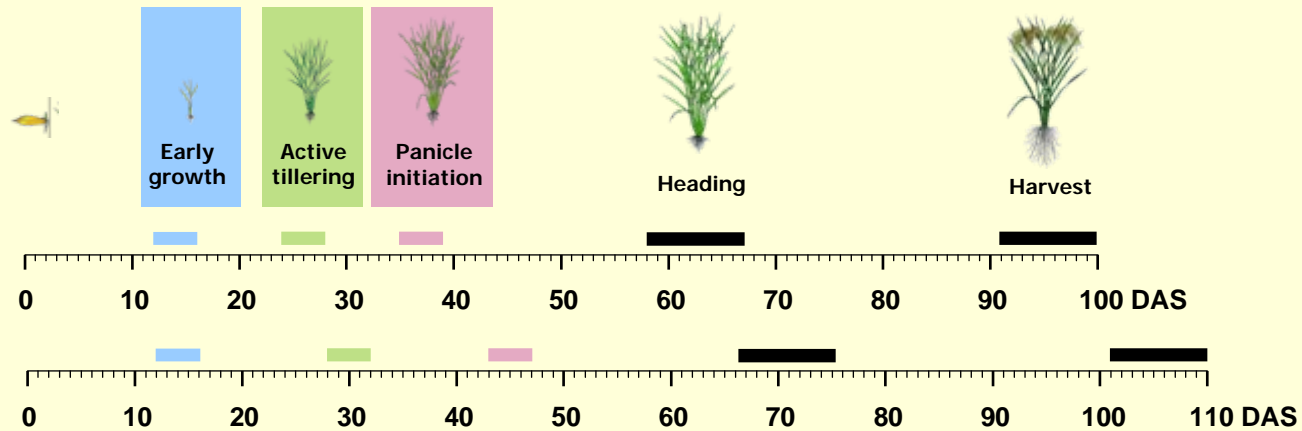 Early
growth
Active
tillering
Panicle
initiation
Heading
Harvest
0 10 20 30 40 50 60 70 80 90 100 DAS
0 10 20 30 40 50 60 70 80 90 100 110 DAS